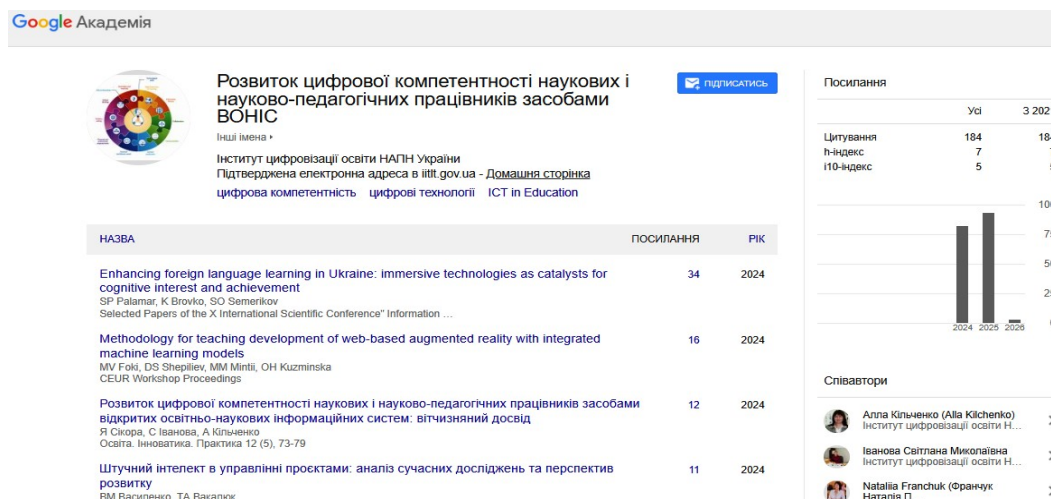 Google Академія
Розвиток цифрової компетентності наукових і
науково-педагогічних працівників засобами
ВОНІС
Інші імена
Інститут цифровізації освіти НАПН України
Підтверджена електронна адреса в iitlt.gov.ua - Домашня сторінка
цифрова компетентність цифрові технології ICT in Education
ПІДПИСАТИСЬ
НАЗВА ПОСИЛАННЯ РІК
Enhancing foreign language learning in Ukraine: immersive technologies as catalysts for 34 2024
cognitive interest and achievement
SP Palamar, K Brovko, SO Semerikov
Selected Papers of the X International Scientific Conference" Information …
Methodology for teaching development of web-based augmented reality with integrated 16 2024
machine learning models
MV Foki, DS Shepiliev, MM Mintii, OH Kuzminska
CEUR Workshop Proceedings
Розвиток цифрової компетентності наукових і науково-педагогічних працівників засобами 12 2024
відкритих освітньо-наукових інформаційних систем: вітчизняний досвід
Я Сікора, С Іванова, А Кільченко
Освіта. Інноватика. Практика 12 (5), 73-79
Штучний інтелект в управлінні проєктами: аналіз сучасних досліджень та перспектив 11 2024
розвитку
ВМ Василенко, ТА Вакалюк
Посилання
Усі З 202
Цитування 184 18
h-індекс 7
i10-індекс 5
2024 2025 2026
Співавтори
Алла Кільченко (Alla Kilchenko)
Інститут цифровізації освіти Н...
Іванова Світлана Миколаївна
Інститут цифровізації освіти Н...
Nataliia Franchuk (Франчук
Наталія П